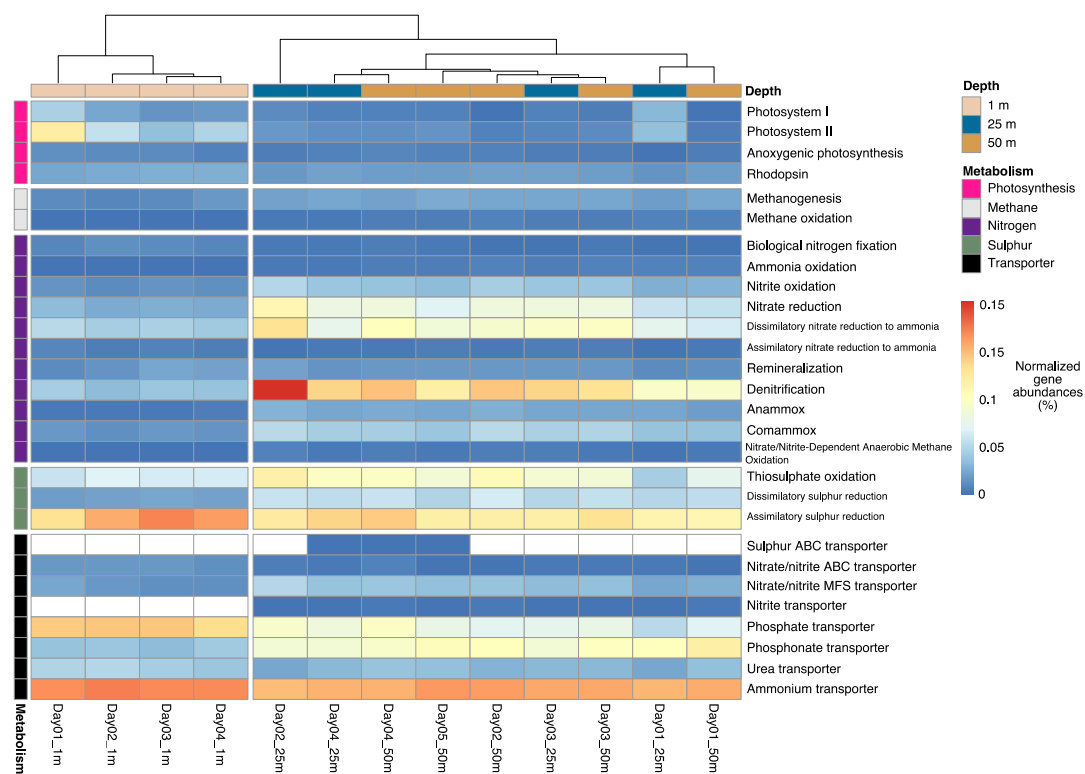 Depth
Photosystem I
Photosystem II
Anoxygenic photosynthesis
Rhodopsin
Methanogenesis
Methane oxidation
Biological nitrogen fixation
Ammonia oxidation
Nitrite oxidation
Nitrate reduction
Dissimilatory nitrate reduction to ammonia
Assimilatory nitrate reduction to ammonia
Remineralization
Denitrification
Anammox
Comammox
Nitrate/Nitrite-Dependent Anaerobic Methane
Oxidation
Thiosulphate oxidation
Dissimilatory sulphur reduction
Assimilatory sulphur reduction
Sulphur ABC transporter
Nitrate/nitrite ABC transporter
Nitrate/nitrite MFS transporter
Nitrite transporter
Phosphate transporter
Phosphonate transporter
Urea transporter
Ammonium transporter
Metabolism
Day01_1m
Day02_1m
Day03_1m
Day04_1m
Day02_25m
Day04_25m
Day04_50m
Day05_50m
Day02_50m
Day03_25m
Day03_50m
Day01_25m
Day01_50m
Depth
1 m
25 m
50 m
Metabolism
Photosynthesis
Methane
Nitrogen
Sulphur
Transporter
0.15
0.15
0.1
0.05
0
Normalized
gene
abundances
(%)